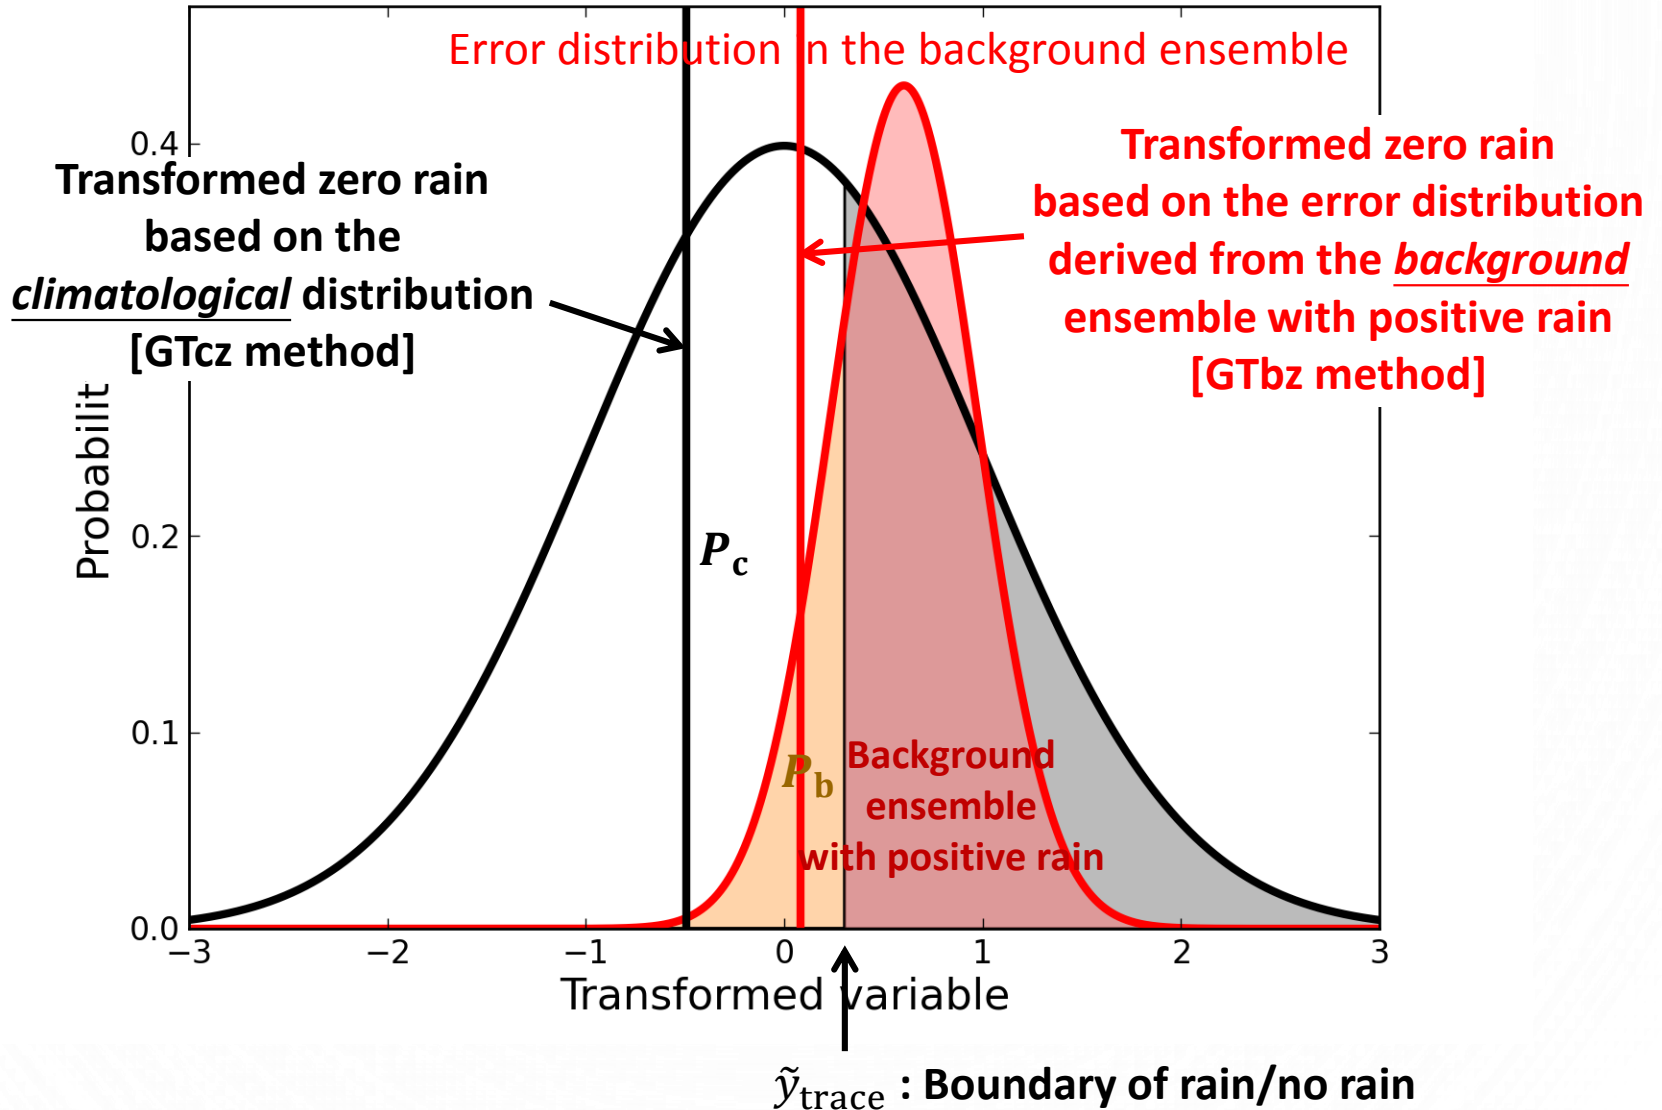 Error distribution in the background ensemble
Transformed zero rain
based on the
climatological distribution
[GTcz method]
Transformed zero rain
based on the error distribution
derived from the background
ensemble with positive rain
[GTbz method]
Probabilit
0.4
0.2
0.1
0.0
P_c
P_b
Background
ensemble
with positive rain
−3 −2 −1 0 1 2 3
Transformed variable
ỹ_trace : Boundary of rain/no rain